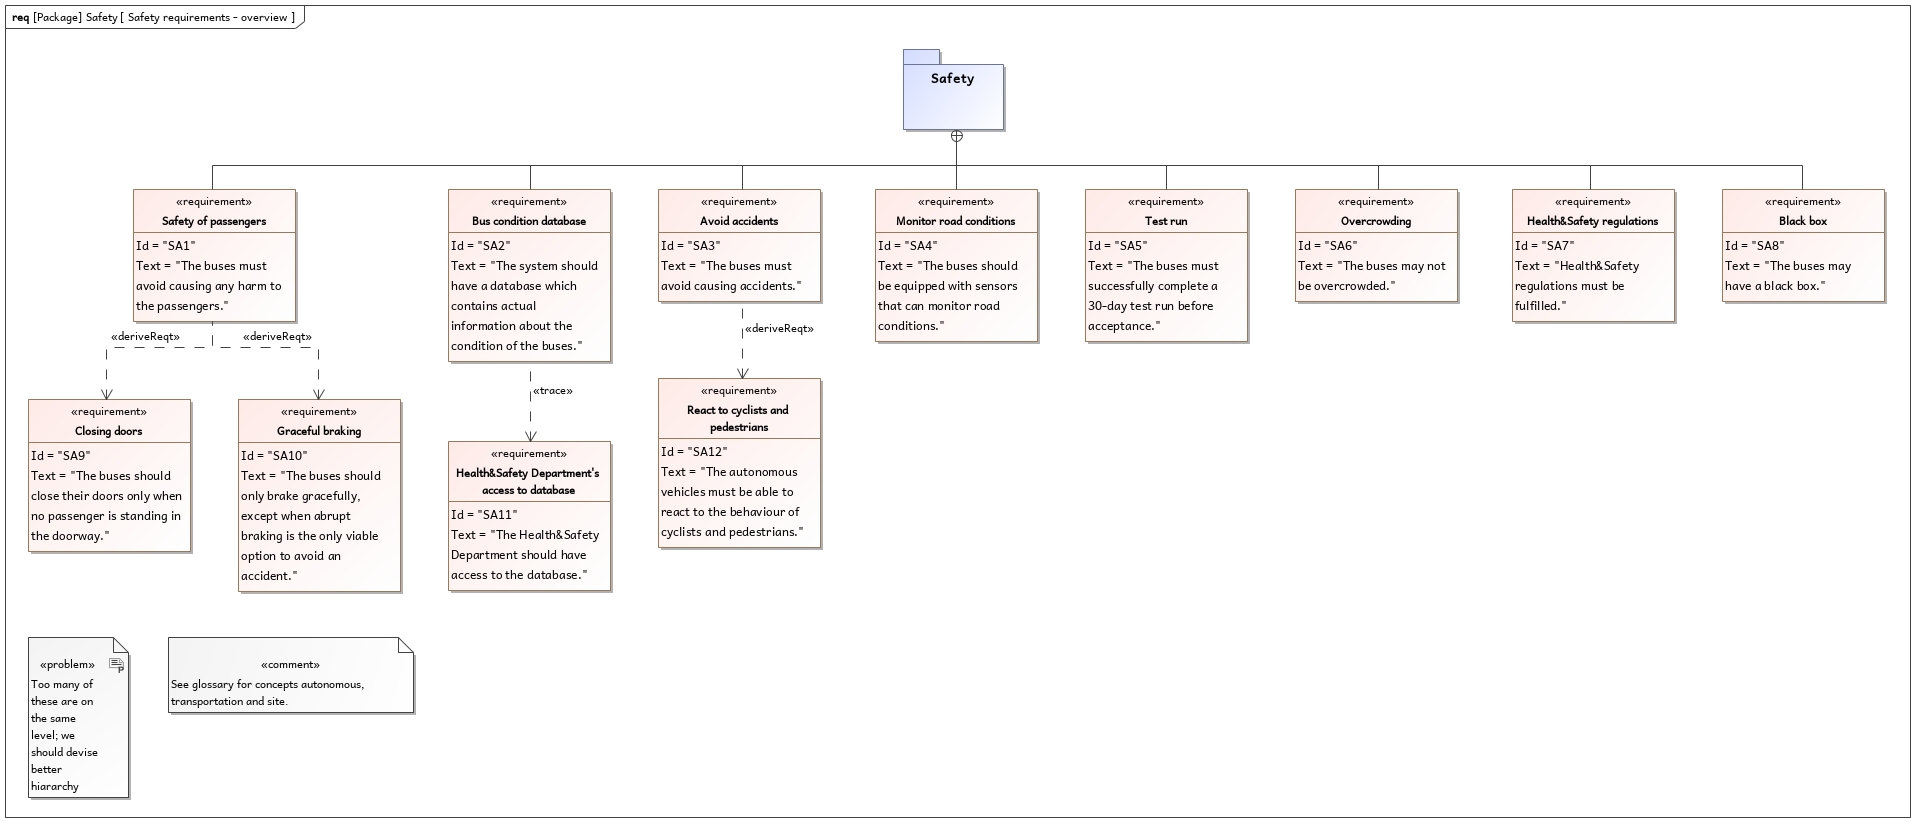 req [Package] Safety [ Safety requirements - overview ]
Safety
«requirement»
Safety of passengers
Id = "SA1"
Text = "The buses must
avoid causing any harm to
the passengers."
«requirement»
Bus condition database
Id = "SA2"
Text = "The system should
have a database which
contains actual
information about the
condition of the buses."
«requirement»
Avoid accidents
Id = "SA3"
Text = "The buses must
avoid causing accidents."
«requirement»
Monitor road conditions
Id = "SA4"
Text = "The buses should
be equipped with sensors
that can monitor road
conditions."
«requirement»
Test run
Id = "SA5"
Text = "The buses must
successfully complete a
30-day test run before
acceptance."
«requirement»
Overcrowding
Id = "SA6"
Text = "The buses may not
be overcrowded."
«requirement»
Health&Safety regulations
Id = "SA7"
Text = "Health&Safety
regulations must be
fulfilled."
«requirement»
Black box
Id = "SA8"
Text = "The buses may
have a black box."
«deriveReqt»
«deriveReqt»
«trace»
«deriveReqt»
«requirement»
Closing doors
Id = "SA9"
Text = "The buses should
close their doors only when
no passenger is standing in
the doorway."
«requirement»
Graceful braking
Id = "SA10"
Text = "The buses should
only brake gracefully,
except when abrupt
braking is the only viable
option to avoid an
accident."
«requirement»
Health&Safety Department's
access to database
Id = "SA11"
Text = "The Health&Safety
Department should have
access to the database."
«requirement»
React to cyclists and
pedestrians
Id = "SA12"
Text = "The autonomous
vehicles must be able to
react to the behaviour of
cyclists and pedestrians."
«problem»
Too many of
these are on
the same
level; we
should devise
better
hiararchy
«comment»
See glossary for concepts autonomous,
transportation and site.